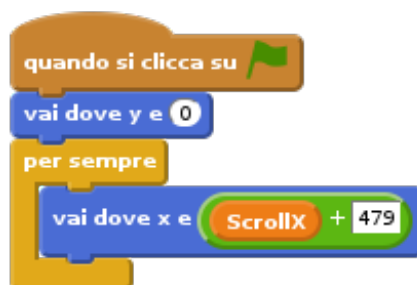 quando si clicca su
vai dove y e 0
per sempre
vai dove x e ScrollX + 479